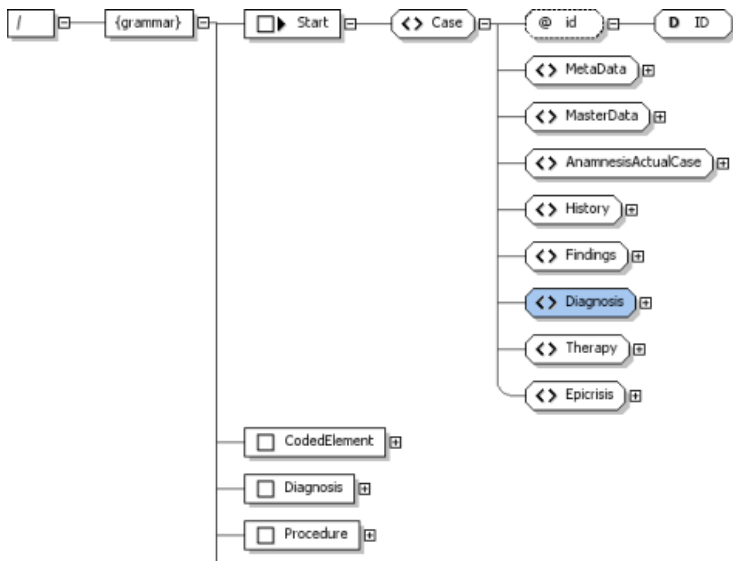 / {grammar} Start <> Case @ id D ID
<> MetaData
<> MasterData
<> AnamnesisActualCase
<> History
<> Findings
<> Diagnosis
<> Therapy
<> Epicrisis
CodedElement
Diagnosis
Procedure